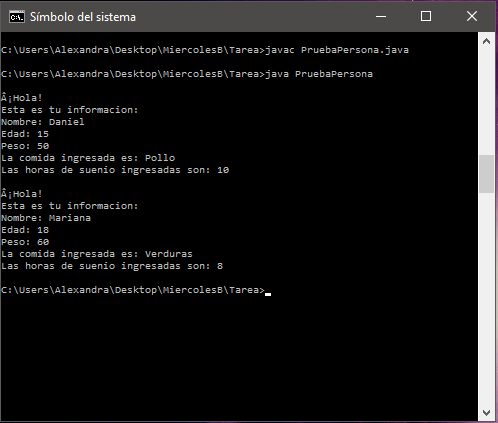 Símbolo del sistema
C:\Users\Alexandra\Desktop\MiercolesB\Tarea>javac PruebaPersona.java
C:\Users\Alexandra\Desktop\MiercolesB\Tarea>java PruebaPersona
Â¡Hola!
Esta es tu informacion:
Nombre: Daniel
Edad: 15
Peso: 50
La comida ingresada es: Pollo
Las horas de suenio ingresadas son: 10
Â¡Hola!
Esta es tu informacion:
Nombre: Mariana
Edad: 18
Peso: 60
La comida ingresada es: Verduras
Las horas de suenio ingresadas son: 8
C:\Users\Alexandra\Desktop\MiercolesB\Tarea>